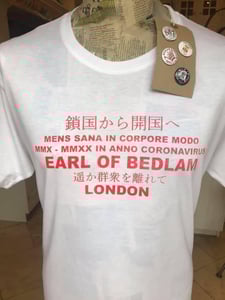 鎖国から開国へ
MENS SANA IN CORPORE MODO
MMX - MMXX IN ANNO CORONAVIRUS
EARL OF BEDLAM
遥か群衆を離れて
LONDON